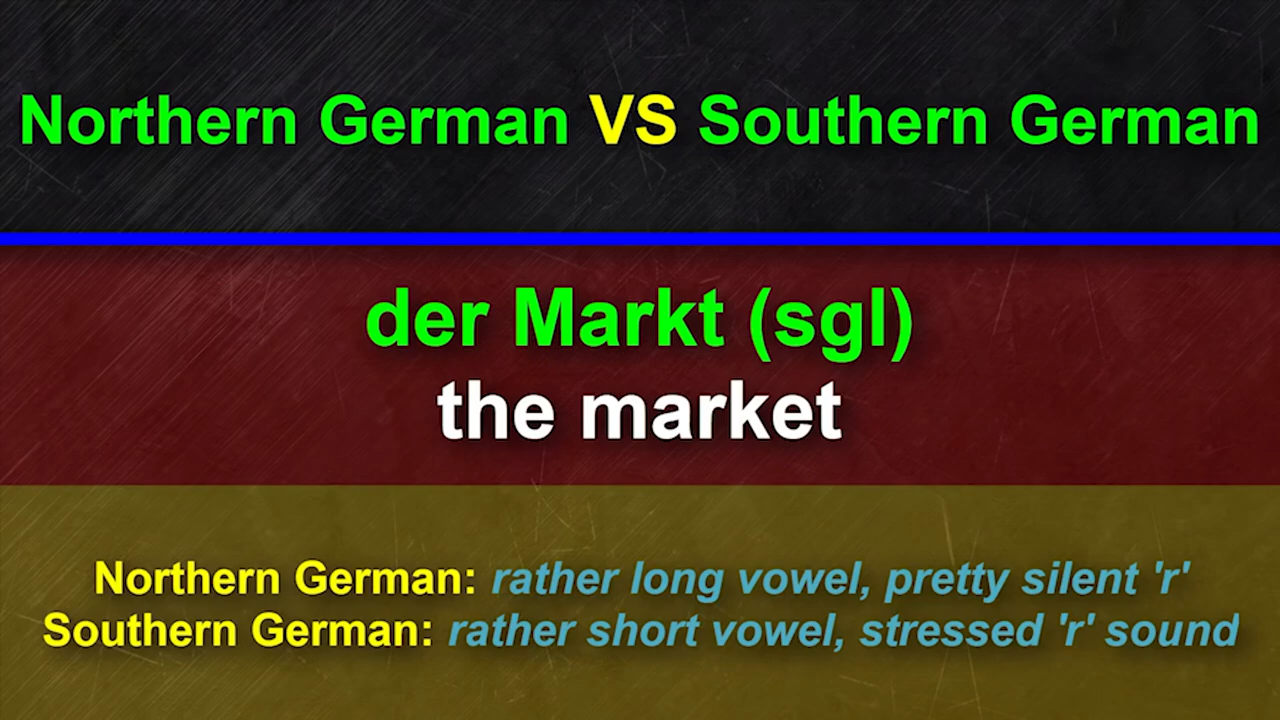 Northern German VS Southern German
der Markt (sgl)
the market
Northern German: rather long vowel, pretty silent 'r'
Southern German: rather short vowel, stressed 'r' sound